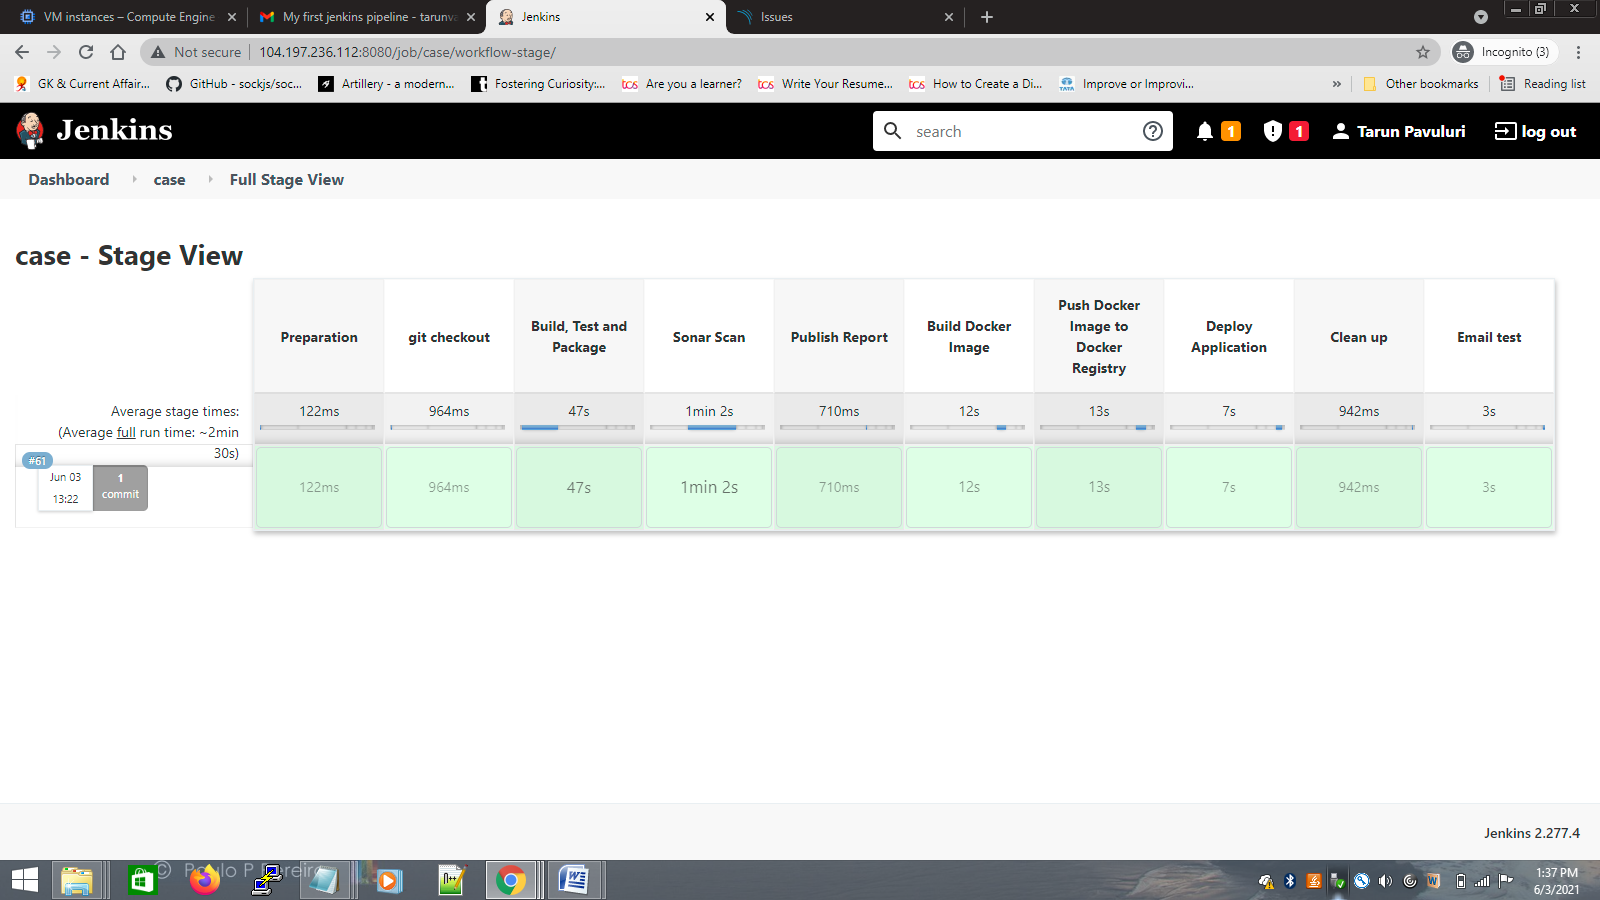 VM instances – Compute Engine
My first jenkins pipeline - tarunva
Jenkins
Issues
Not secure
104.197.236.112:8080/job/case/workflow-stage/
Incognito (3)
GK & Current Affair...
GitHub - sockjs/soc...
Artillery - a modern...
Fostering Curiosity:...
tcs Are you a learner?
tcs Write Your Resume...
tcs How to Create a Di...
TATA Improve or Improvi...
»
Other bookmarks
Reading list
Jenkins
search
1
1
Tarun Pavuluri
log out
Dashboard
case
Full Stage View
case - Stage View
Preparation
git checkout
Build, Test and
Package
Sonar Scan
Publish Report
Build Docker
Image
Push Docker
Image to
Docker
Registry
Deploy
Application
Clean up
Email test
Average stage times:
(Average full run time: ~2min
30s)
122ms
964ms
47s
1min 2s
710ms
12s
13s
7s
942ms
3s
#61
Jun 03
13:22
1
commit
122ms
964ms
47s
1min 2s
710ms
12s
13s
7s
942ms
3s
Jenkins 2.277.4
1:37 PM
6/3/2021